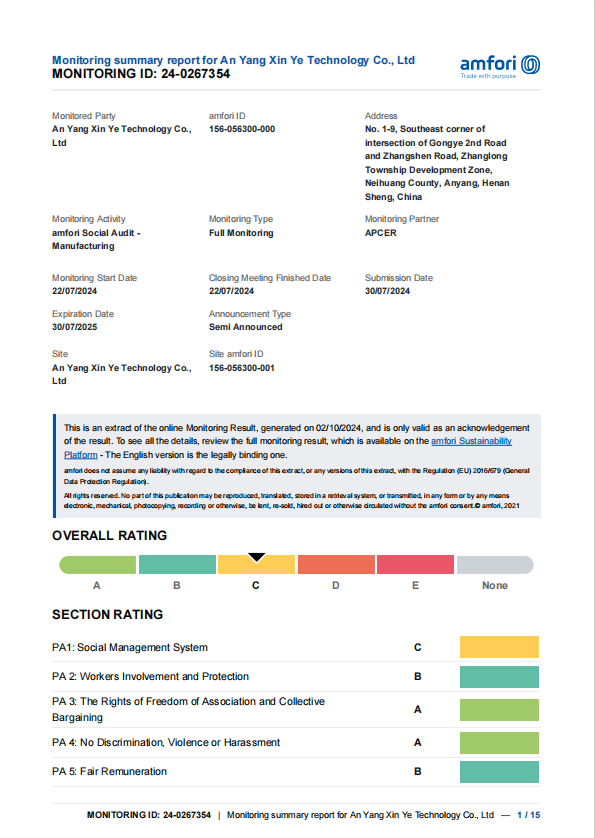 Monitoring summary report for An Yang Xin Ye Technology Co., Ltd
MONITORING ID: 24-0267354
amfori
Trade with purpose
Monitored Party
An Yang Xin Ye Technology Co.,
Ltd
amfori ID
156-056300-000
Address
No. 1-9, Southeast corner of
intersection of Gongye 2nd Road
and Zhangshen Road, Zhanglong
Township Development Zone,
Neihuang County, Anyang, Henan
Sheng, China
Monitoring Activity
amfori Social Audit -
Manufacturing
Monitoring Type
Full Monitoring
Monitoring Partner
APCER
Monitoring Start Date
22/07/2024
Closing Meeting Finished Date
22/07/2024
Submission Date
30/07/2024
Expiration Date
30/07/2025
Announcement Type
Semi Announced
Site
An Yang Xin Ye Technology Co.,
Ltd
Site amfori ID
156-056300-001
This is an extract of the online Monitoring Result, generated on 02/10/2024, and is only valid as an acknowledgement
of the result. To see all the details, review the full monitoring result, which is available on the amfori Sustainability
Platform - The English version is the legally binding one.
amfori does not assume any liability with regard to the compliance of this extract, or any versions of this extract, with the Regulation (EU) 2016/679 (General
Data Protection Regulation).
All rights reserved. No part of this publication may be reproduced, translated, stored in a retrieval system, or transmitted, in any form or by any means
electronic, mechanical, photocopying, recording or otherwise, be lent, re-sold, hired out or otherwise circulated without the amfori consent.© amfori, 2021
OVERALL RATING
A B C D E None
SECTION RATING
PA1: Social Management System C
PA 2: Workers Involvement and Protection B
PA 3: The Rights of Freedom of Association and Collective
Bargaining A
PA 4: No Discrimination, Violence or Harassment A
PA 5: Fair Remuneration B
MONITORING ID: 24-0267354 | Monitoring summary report for An Yang Xin Ye Technology Co., Ltd — 1 / 15